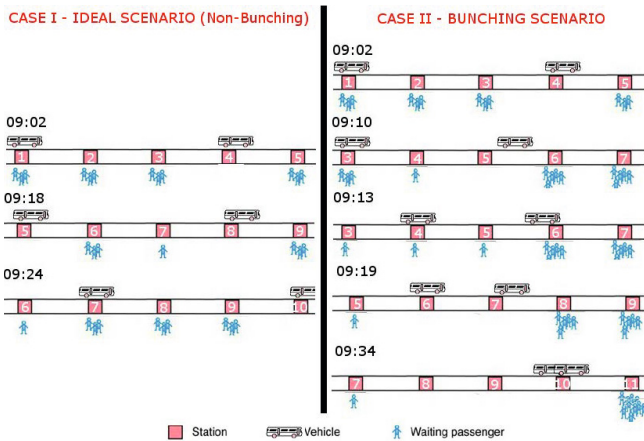 CASE I - IDEAL SCENARIO (Non-Bunching)
09:02
1 2 3 4 5
09:18
5 6 7 8 9
09:24
6 7 8 9 10
CASE II - BUNCHING SCENARIO
09:02
1 2 3 4 5
09:10
3 4 5 6 7
09:13
3 4 5 6 7
09:19
5 6 7 8 9
09:34
7 8 9 10 11
Station Vehicle Waiting passenger